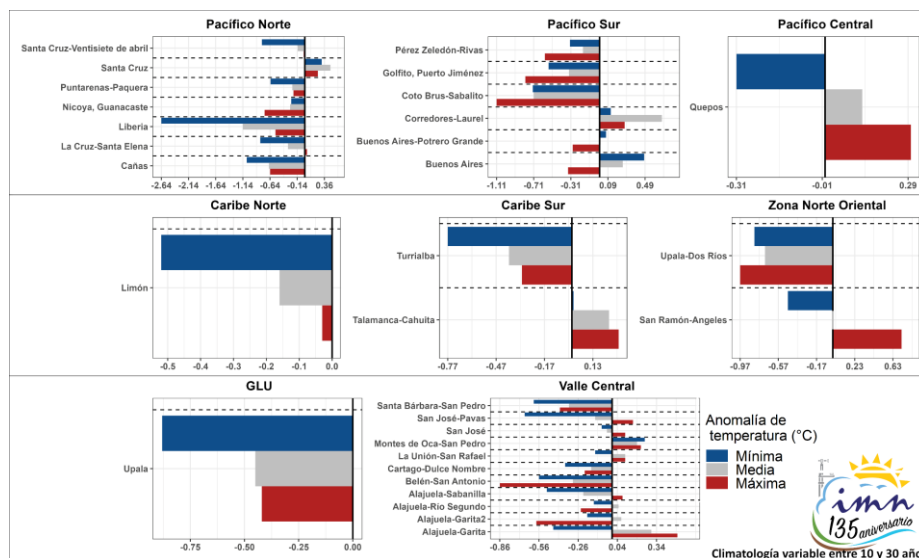 Pacífico Norte
Santa Cruz-Ventisiete de abril
Santa Cruz
Puntarenas-Paquera
Nicoya, Guanacaste
Liberia
La Cruz-Santa Elena
Cañas
-2.64 -2.14 -1.64 -1.14 -0.64 -0.14 0.36
Pacífico Sur
Pérez Zeledón-Rivas
Golfito, Puerto Jiménez
Coto Brus-Sabalito
Corredores-Laurel
Buenos Aires-Potrero Grande
Buenos Aires
-1.11 -0.71 -0.31 0.09 0.49
Pacífico Central
Quepos
-0.31 -0.01 0.29
Caribe Norte
Limón
-0.5 -0.4 -0.3 -0.2 -0.1 0.0
Caribe Sur
Turrialba
Talamanca-Cahuita
-0.77 -0.47 -0.17 0.13
Zona Norte Oriental
Upala-Dos Ríos
San Ramón-Angeles
-0.97 -0.57 -0.17 0.23 0.63
GLU
Upala
-0.75 -0.50 -0.25 0.00
Valle Central
Santa Bárbara-San Pedro
San José-Pavas
San José
Montes de Oca-San Pedro
La Unión-San Rafael
Cartago-Dulce Nombre
Belén-San Antonio
Alajuela-Sabanilla
Alajuela-Río Segundo
Alajuela-Garita2
Alajuela-Garita
-0.86 -0.56 -0.26 0.04 0.34
Anomalía de
temperatura (°C)
Mínima
Media
Máxima
imn
135 aniversario
Climatología variable entre 10 y 30 año